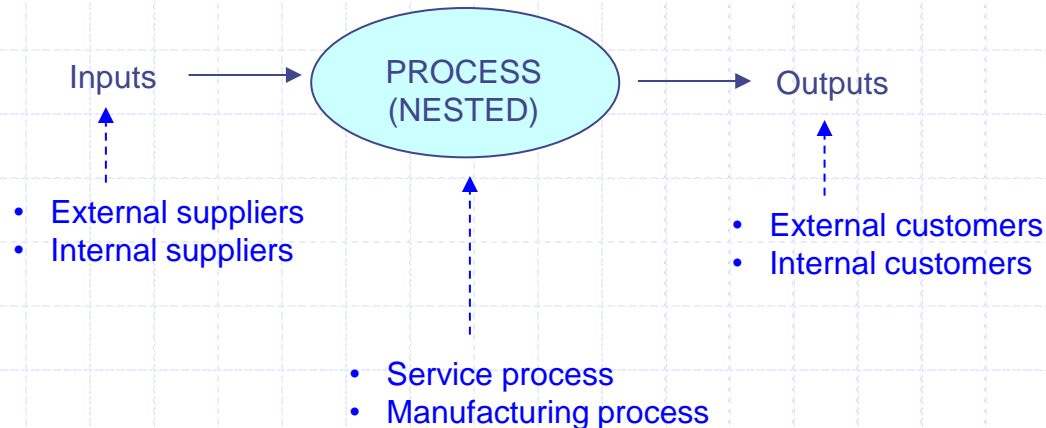 Inputs
PROCESS
(NESTED)
Outputs
• External suppliers
• Internal suppliers
• External customers
• Internal customers
• Service process
• Manufacturing process